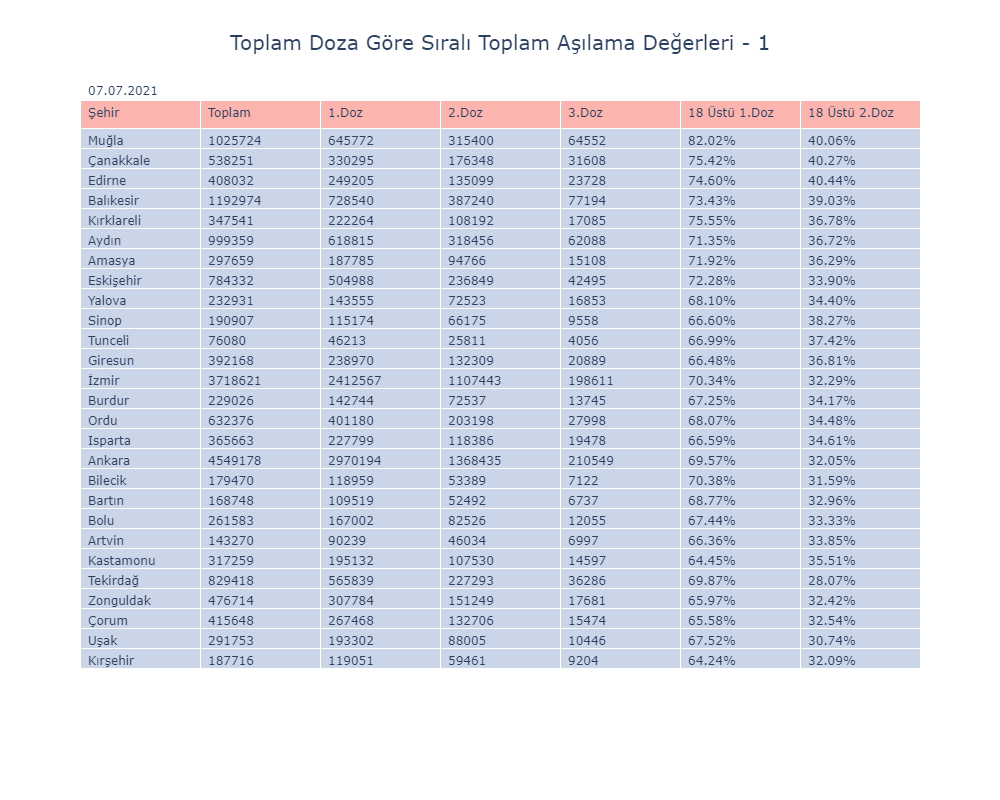 Toplam Doza Göre Sıralı Toplam Aşılama Değerleri - 1
07.07.2021
Şehir Toplam 1.Doz 2.Doz 3.Doz 18 Üstü 1.Doz 18 Üstü 2.Doz
Muğla 1025724 645772 315400 64552 82.02% 40.06%
Çanakkale 538251 330295 176348 31608 75.42% 40.27%
Edirne 408032 249205 135099 23728 74.60% 40.44%
Balıkesir 1192974 728540 387240 77194 73.43% 39.03%
Kırklareli 347541 222264 108192 17085 75.55% 36.78%
Aydın 999359 618815 318456 62088 71.35% 36.72%
Amasya 297659 187785 94766 15108 71.92% 36.29%
Eskişehir 784332 504988 236849 42495 72.28% 33.90%
Yalova 232931 143555 72523 16853 68.10% 34.40%
Sinop 190907 115174 66175 9558 66.60% 38.27%
Tunceli 76080 46213 25811 4056 66.99% 37.42%
Giresun 392168 238970 132309 20889 66.48% 36.81%
İzmir 3718621 2412567 1107443 198611 70.34% 32.29%
Burdur 229026 142744 72537 13745 67.25% 34.17%
Ordu 632376 401180 203198 27998 68.07% 34.48%
Isparta 365663 227799 118386 19478 66.59% 34.61%
Ankara 4549178 2970194 1368435 210549 69.57% 32.05%
Bilecik 179470 118959 53389 7122 70.38% 31.59%
Bartın 168748 109519 52492 6737 68.77% 32.96%
Bolu 261583 167002 82526 12055 67.44% 33.33%
Artvin 143270 90239 46034 6997 66.36% 33.85%
Kastamonu 317259 195132 107530 14597 64.45% 35.51%
Tekirdağ 829418 565839 227293 36286 69.87% 28.07%
Zonguldak 476714 307784 151249 17681 65.97% 32.42%
Çorum 415648 267468 132706 15474 65.58% 32.54%
Uşak 291753 193302 88005 10446 67.52% 30.74%
Kırşehir 187716 119051 59461 9204 64.24% 32.09%